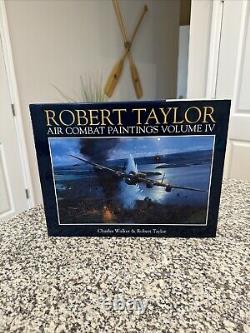 ROBERT TAYLOR
AIR COMBAT PAINTINGS VOLUME IV
Charles Walker & Robert Taylor